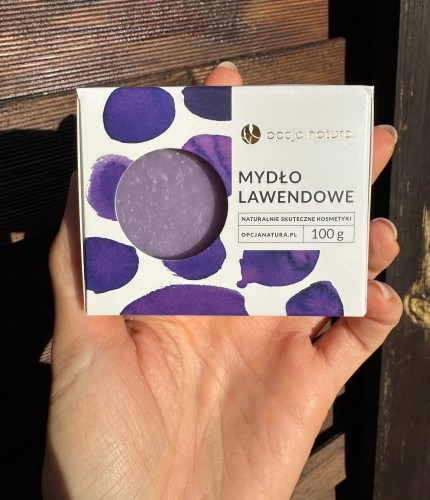 opcja natura.
MYDŁO
LAWENDOWE
NATURALNIE SKUTECZNE KOSMETYKI
OPCJANATURA.PL 100 g